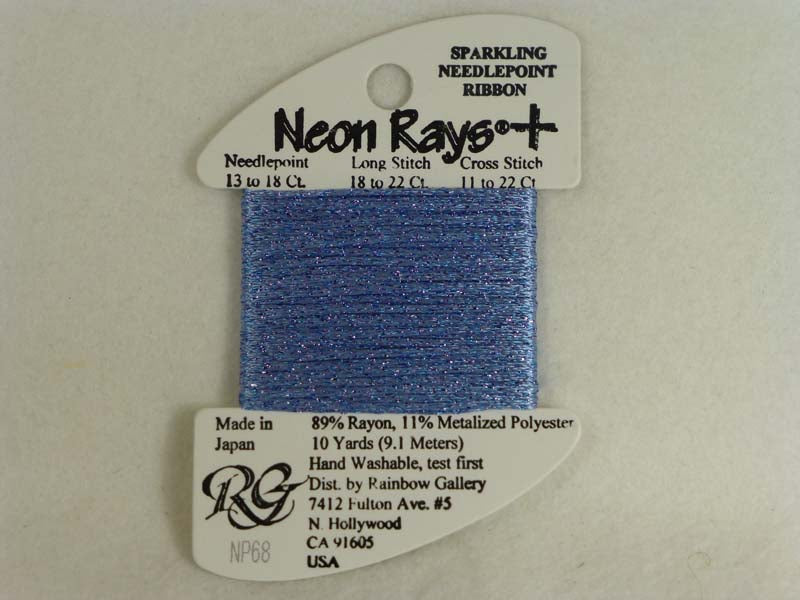 SPARKLING
NEEDLEPOINT
RIBBON
Neon Rays®+
Needlepoint Long Stitch Cross Stitch
13 to 18 Ct. 18 to 22 Ct. 11 to 22 Ct
Made in
Japan
89% Rayon, 11% Metalized Polyester
10 Yards (9.1 Meters)
Hand Washable, test first
Dist. by Rainbow Gallery
7412 Fulton Ave. #5
N. Hollywood
CA 91605
USA
RG
NP68